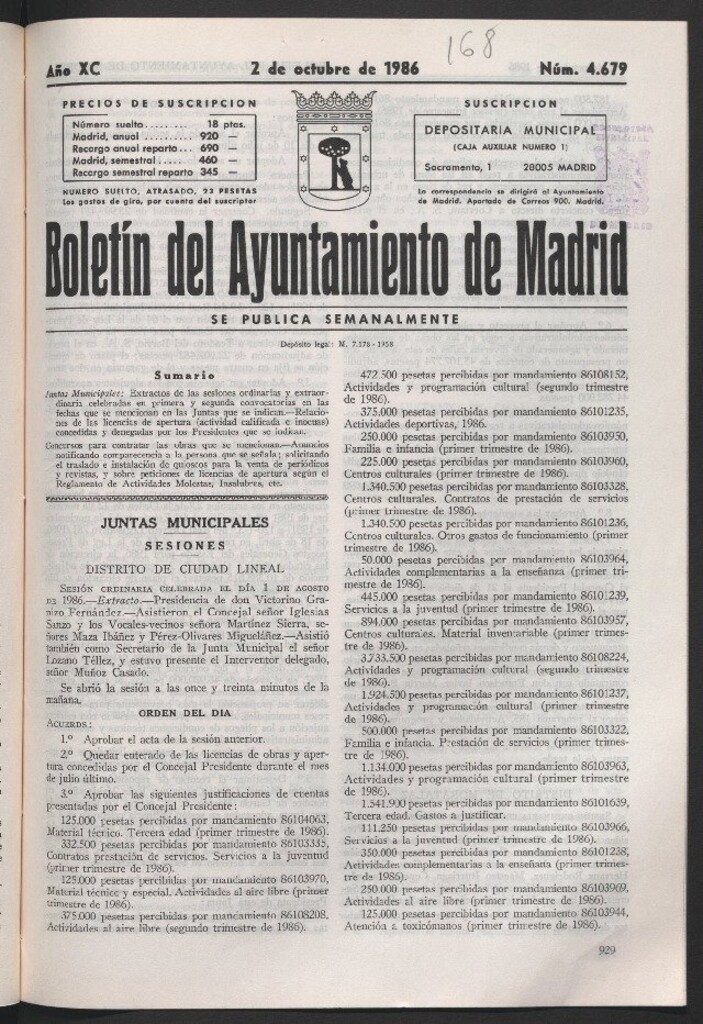 168
Año XC
2 de octubre de 1986
Núm. 4.679
PRECIOS DE SUSCRIPCION
Número suelto......... 18 ptas.
Madrid, anual .......... 920 —
Recargo anual reparto... 690 —
Madrid, semestral ..... 460 —
Recargo semestral reparto 345 —
NUMERO SUELTO, ATRASADO, 23 PESETAS
Los gastos de giro, por cuenta del suscriptor
SUSCRIPCION
DEPOSITARIA MUNICIPAL
(CAJA AUXILIAR NUMERO 1)
Sacramento, 1 28005 MADRID
La correspondencia se dirigirá al Ayuntamiento
de Madrid. Apartado de Correos 900. Madrid.
Boletín del Ayuntamiento de Madrid
SE PUBLICA SEMANALMENTE
Depósito legal: M. 7.178 - 1958
Sumario
Juntas Municipales: Extractos de las sesiones ordinarias y extraor-
dinaria celebradas en primera y segunda convocatorias en las
fechas que se mencionan en las Juntas que se indican.—Relacio-
nes de las licencias de apertura (actividad calificada e inocuas)
concedidas y denegadas por los Presidentes que se indican.
Concursos para contratar las obras que se mencionan.—Anuncios
notificando comparecencia a la persona que se señala; solicitando
el traslado e instalación de quioscos para la venta de periódicos
y revistas, y sobre peticiones de licencias de apertura según el
Reglamento de Actividades Molestas, Insalubres, etc.
JUNTAS MUNICIPALES
SESIONES
DISTRITO DE CIUDAD LINEAL
SESIÓN ORDINARIA CELEBRADA EL DÍA 1 DE AGOSTO
DE 1986.—Extracto.—Presidencia de don Victorino Gra-
nizo Fernández.—Asistieron el Concejal señor Iglesias
Sanzo y los Vocales-vecinos señora Martínez Sierra, se-
ñores Maza Ibáñez y Pérez-Olivares Migueláñez.—Asistió
también como Secretario de la Junta Municipal el señor
Lozano Téllez, y estuvo presente el Interventor delegado,
señor Muñoz Casado.
Se abrió la sesión a las once y treinta minutos de la
mañana.
ORDEN DEL DIA
ACUERDS:
1.º Aprobar el acta de la sesión anterior.
2.º Quedar enterado de las licencias de obras y aper-
tura concedidas por el Concejal Presidente durante el mes
de julio último.
3.º Aprobar las siguientes justificaciones de cuentas
presentadas por el Concejal Presidente:
125.000 pesetas percibidas por mandamiento 86104063,
Material técnico. Tercera edad (primer trimestre de 1986).
332.500 pesetas percibidas por mandamiento 86103335,
Contratos prestación de servicios. Servicios a la juventud
(primer trimestre de 1986).
125.000 pesetas percibidas por mandamiento 86103970,
Material técnico y especial. Actividades al aire libre (primer
trimestre de 1986).
375.000 pesetas percibidas por mandamiento 86108208,
Actividades al aire libre (segundo trimestre de 1986).
472.500 pesetas percibidas por mandamiento 86108152,
Actividades y programación cultural (segundo trimestre
de 1986).
375.000 pesetas percibidas por mandamiento 86101235,
Actividades deportivas, 1986.
250.000 pesetas percibidas por mandamiento 86103950,
Familia e infancia (primer trimestre de 1986).
225.000 pesetas percibidas por mandamiento 86103960,
Centros culturales (primer trimestre de 1986).
1.340.500 pesetas percibidas por mandamiento 86103328,
Centros culturales. Contratos de prestación de servicios
(primer trimestre de 1986).
1.340.500 pesetas percibidas por mandamiento 86101236,
Centros culturales. Otros gastos de funcionamiento (primer
trimestre de 1986).
50.000 pesetas percibidas por mandamiento 86103964,
Actividades complementarias a la enseñanza (primer tri-
mestre de 1986).
445.000 pesetas percibidas por mandamiento 86101239,
Servicios a la juventud (primer trimestre de 1986).
894.000 pesetas percibidas por mandamiento 86103957,
Centros culturales. Material inventariable (primer trimes-
tre de 1986).
3.733.500 pesetas percibidas por mandamiento 86108224,
Actividades y programación cultural (segundo trimestre
de 1986).
1.924.500 pesetas percibidas por mandamiento 86101237,
Actividades y programación cultural (primer trimestre
de 1986).
500.000 pesetas percibidas por mandamiento 86103322,
Familia e infancia. Prestación de servicios (primer trimes-
tre de 1986).
1.134.000 pesetas percibidas por mandamiento 86103963,
Actividades y programación cultural (primer trimestre
de 1986).
1.541.900 pesetas percibidas por mandamiento 86101639,
Tercera edad. Gastos a justificar.
111.250 pesetas percibidas por mandamiento 86103966,
Servicios a la juventud (primer trimestre de 1986).
350.000 pesetas percibidas por mandamiento 86101238,
Actividades complementarias a la enseñanza (primer trimes-
tre de 1986).
250.000 pesetas percibidas por mandamiento 86103969,
Actividades al aire libre (primer trimestre de 1986).
125.000 pesetas percibidas por mandamiento 86103944,
Atención a toxicómanos (primer trimestre de 1986).
929